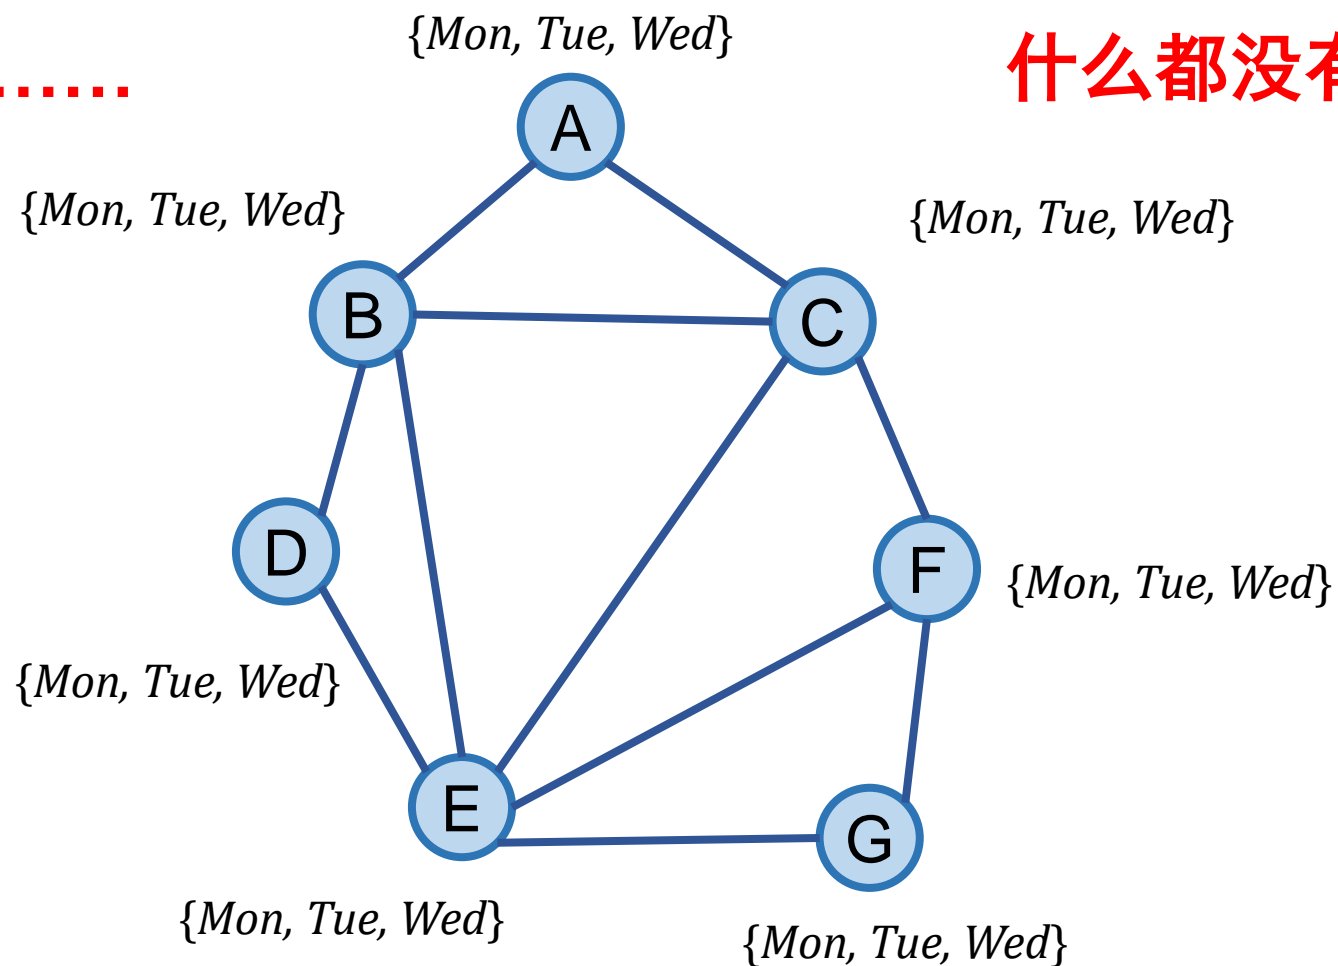 {Mon, Tue, Wed}
......
什么都没有
A
{Mon, Tue, Wed}
{Mon, Tue, Wed}
B
C
D
F
{Mon, Tue, Wed}
{Mon, Tue, Wed}
E
G
{Mon, Tue, Wed}
{Mon, Tue, Wed}